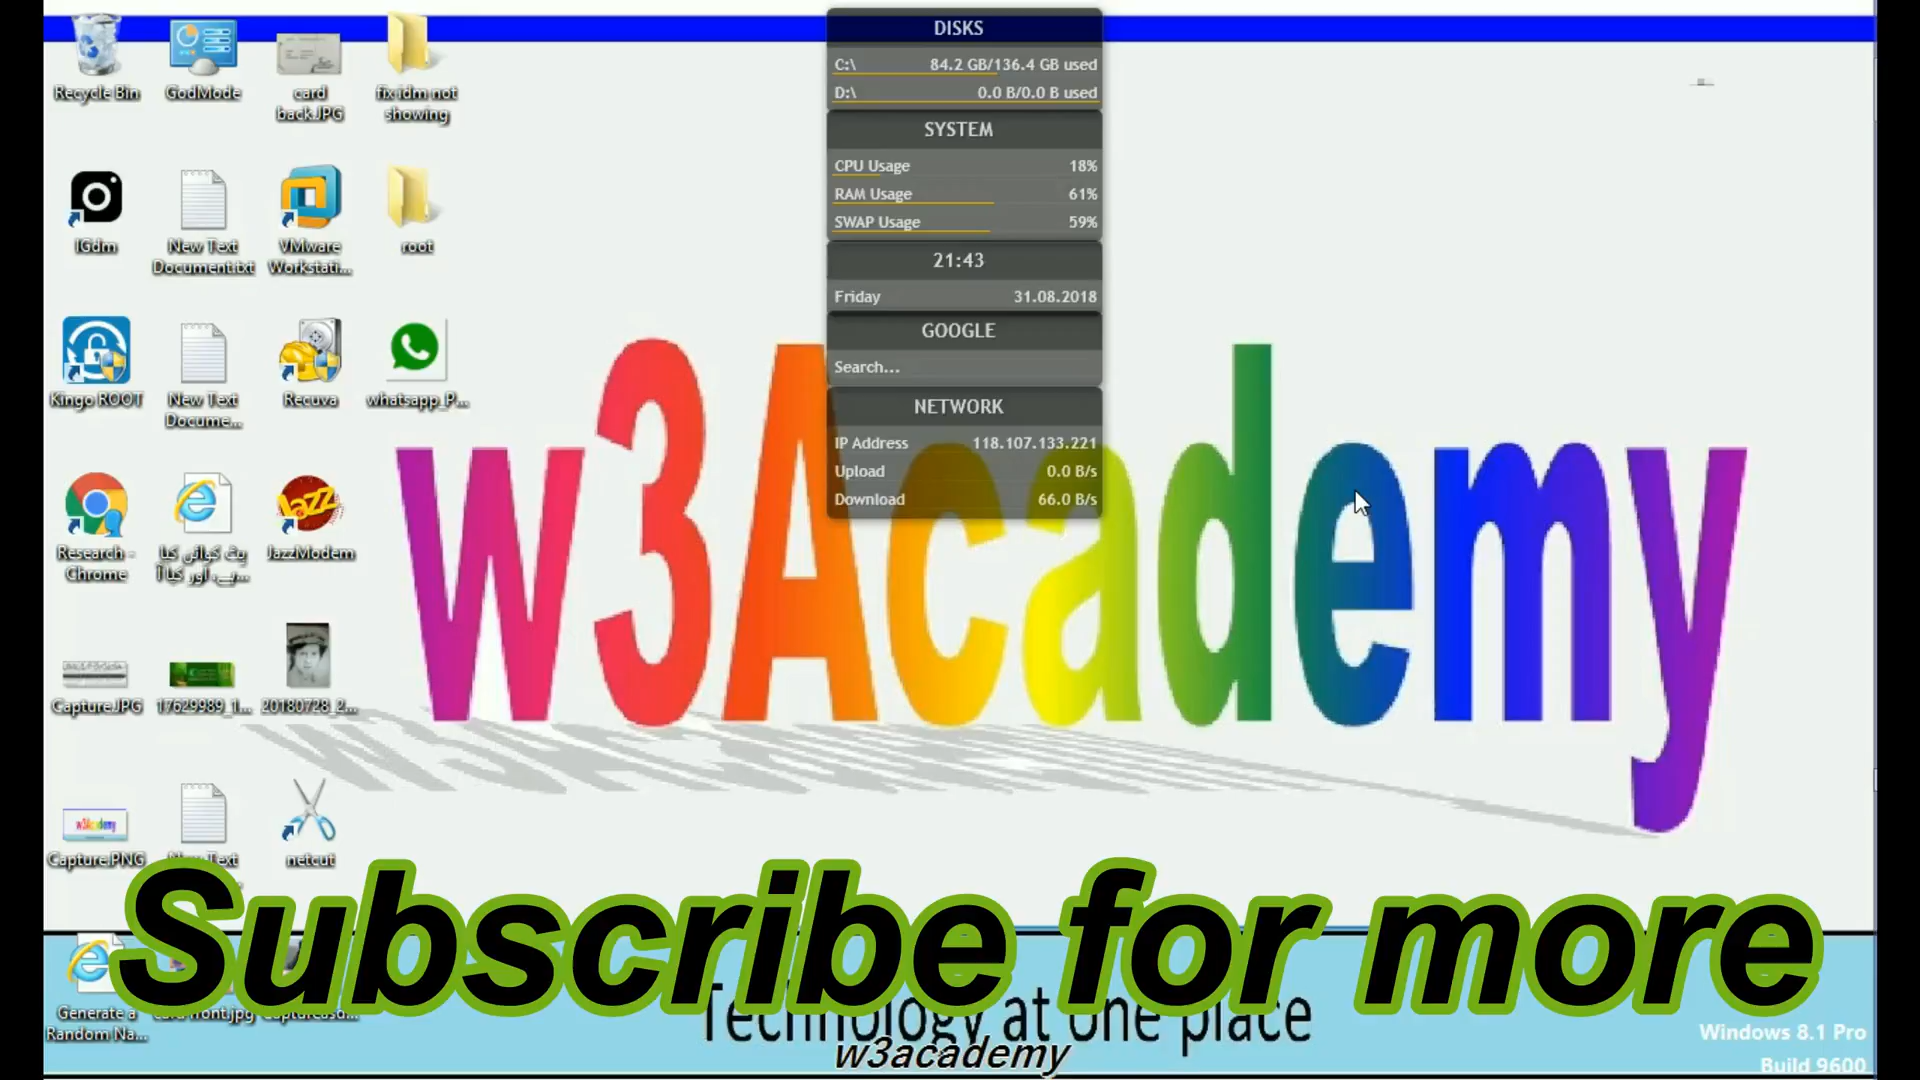 Recycle Bin
GodMode
card
back.JPG
fix idm not
showing
IGdm
New Text
Document.txt
VMware
Workstati...
root
Kingo ROOT
New Text
Docume...
Recuva
whatsapp_P...
Research -
Chrome
JazzModem
Capture.JPG
17629989_1...
20180728_2...
Capture.PNG
New Text
netcut
Generate a
Random Na...
DISKS
C:\ 84.2 GB/136.4 GB used
D:\ 0.0 B/0.0 B used
SYSTEM
CPU Usage 18%
RAM Usage 61%
SWAP Usage 59%
21:43
Friday 31.08.2018
GOOGLE
Search...
NETWORK
IP Address 118.107.133.221
Upload 0.0 B/s
Download 66.0 B/s
w3Academy
Subscribe for more
Technology at one place
w3academy
Windows 8.1 Pro
Build 9600